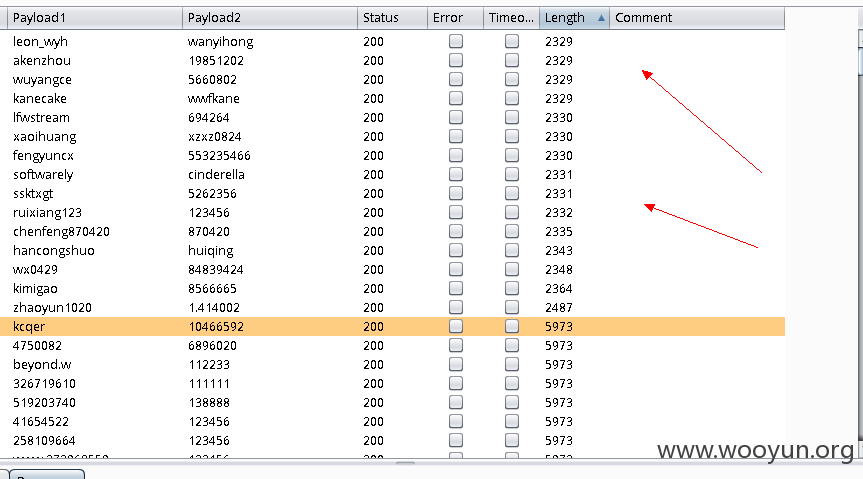 Payload1 Payload2 Status Error Timeo... Length Comment
leon_wyh wanyihong 200 2329
akenzhou 19851202 200 2329
wuyangce 5660802 200 2329
kanecake wwfkane 200 2329
lfwstream 694264 200 2330
xaoihuang xzxz0824 200 2330
fengyuncx 553235466 200 2330
softwarely cinderella 200 2331
ssktxgt 5262356 200 2331
ruixiang123 123456 200 2332
chenfeng870420 870420 200 2335
hancongshuo huiqing 200 2343
wx0429 84839424 200 2348
kimigao 8566665 200 2364
zhaoyun1020 1.414002 200 2487
kcqer 10466592 200 5973
4750082 6896020 200 5973
beyond.w 112233 200 5973
326719610 111111 200 5973
519203740 138888 200 5973
41654522 123456 200 5973
258109664 123456 200 5973
www.wooyun.org